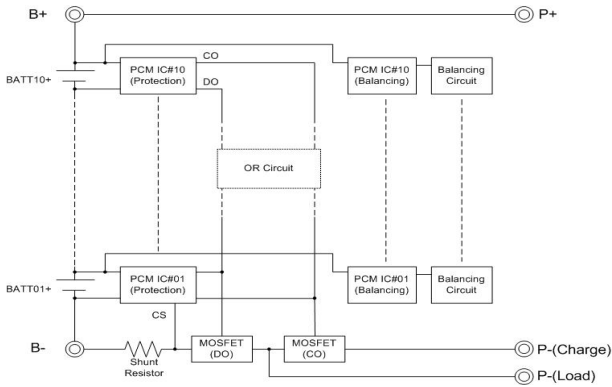 B+
P+
CO
PCM IC#10
(Protection)
PCM IC#10
(Balancing)
Balancing
Circuit
BATT10+
DO
OR Circuit
PCM IC#01
(Protection)
PCM IC#01
(Balancing)
Balancing
Circuit
BATT01+
CS
B-
MOSFET
(DO)
MOSFET
(CO)
P-(Charge)
Shunt
Resistor
P-(Load)